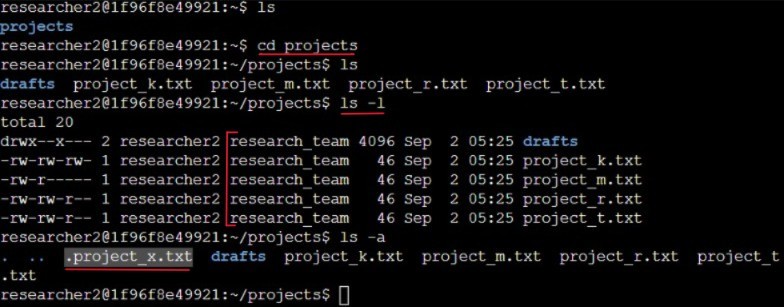 researcher2@1f96f8e49921:~$ ls
projects
researcher2@1f96f8e49921:~$ cd projects
researcher2@1f96f8e49921:~/projects$ ls
drafts  project_k.txt  project_m.txt  project_r.txt  project_t.txt
researcher2@1f96f8e49921:~/projects$ ls -l
total 20
drwx--x--- 2 researcher2 research_team 4096 Sep  2 05:25 drafts
-rw-rw-rw- 1 researcher2 research_team   46 Sep  2 05:25 project_k.txt
-rw-r----- 1 researcher2 research_team   46 Sep  2 05:25 project_m.txt
-rw-rw-r-- 1 researcher2 research_team   46 Sep  2 05:25 project_r.txt
-rw-rw-r-- 1 researcher2 research_team   46 Sep  2 05:25 project_t.txt
researcher2@1f96f8e49921:~/projects$ ls -a
.  ..  .project_x.txt  drafts  project_k.txt  project_m.txt  project_r.txt  project_t
.txt
researcher2@1f96f8e49921:~/projects$